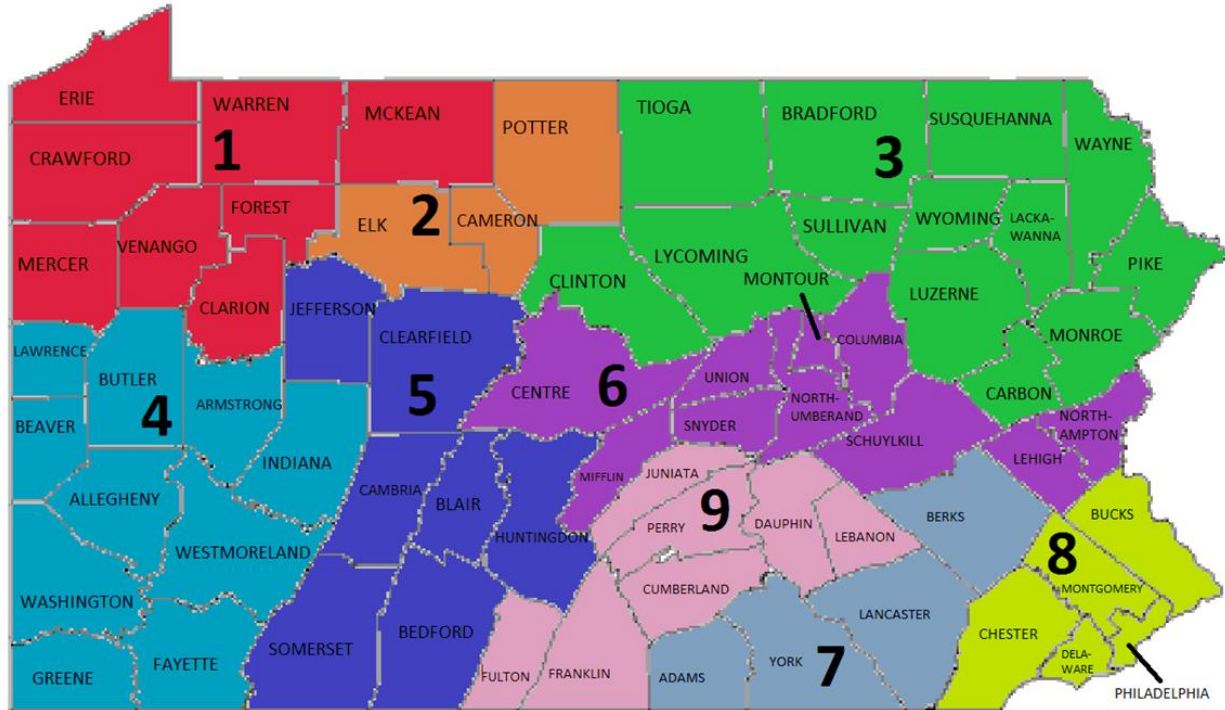 ERIE
WARREN
MCKEAN
POTTER
TIOGA
BRADFORD
SUSQUEHANNA
WAYNE
CRAWFORD
1
3
FOREST
ELK
2
CAMERON
SULLIVAN
WYOMING
LACKA-
WANNA
VENANGO
MERCER
LYCOMING
PIKE
CLARION
JEFFERSON
CLINTON
MONTOUR
LUZERNE
LAWRENCE
CLEARFIELD
COLUMBIA
MONROE
BUTLER
4
ARMSTRONG
5
CENTRE
6
UNION
CARBON
BEAVER
NORTH-
UMBERAND
SNYDER
SCHUYLKILL
NORTH-
AMPTON
INDIANA
LEHIGH
ALLEGHENY
CAMBRIA
BLAIR
MIFFLIN
JUNIATA
HUNTINGDON
PERRY
9
DAUPHIN
LEBANON
BERKS
BUCKS
WESTMORELAND
8
WASHINGTON
CUMBERLAND
MONTGOMERY
LANCASTER
SOMERSET
BEDFORD
CHESTER
GREENE
FAYETTE
FULTON
FRANKLIN
ADAMS
YORK
7
DELA-
WARE
PHILADELPHIA